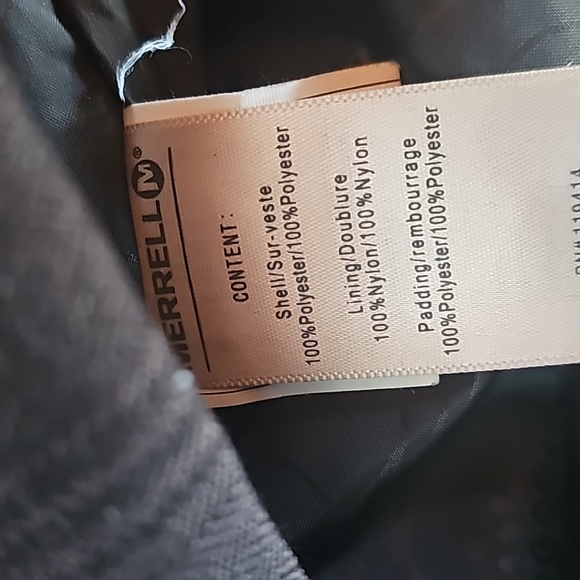 MERRELL M®
CONTENT:
Shell/Sur-veste
100%Polyester/100%Polyester
Lining/Doublure
100%Nylon/100%Nylon
Padding/rembourrage
100%Polyester/100%Polyester